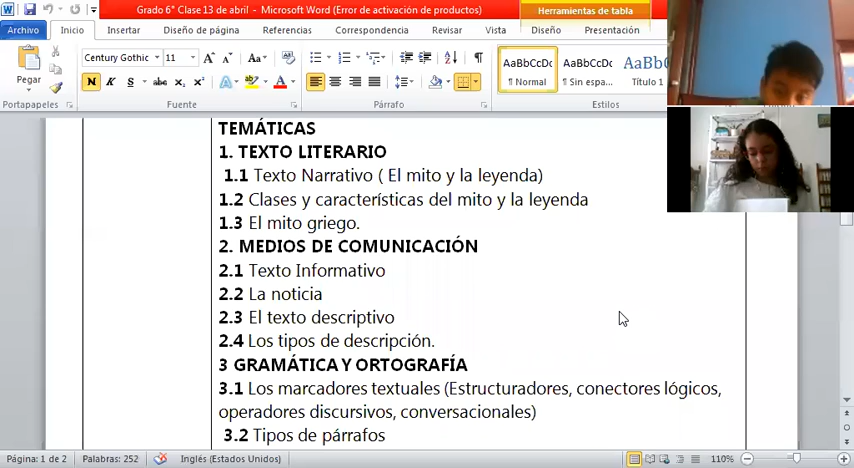 Grado 6° Clase 13 de abril - Microsoft Word (Error de activación de productos)
Herramientas de tabla
Archivo Inicio Insertar Diseño de página Referencias Correspondencia Revisar Vista Diseño Presentación
Century Gothic 11 A A Aa
Pegar N K S abc x₂ x² A ab A
AaBbCcDc AaBbCcDc AaBb
¶ Normal ¶ Sin espa... Título 1
Portapapeles Fuente Párrafo Estilos
TEMÁTICAS
1. TEXTO LITERARIO
1.1 Texto Narrativo ( El mito y la leyenda)
1.2 Clases y características del mito y la leyenda
1.3 El mito griego.
2. MEDIOS DE COMUNICACIÓN
2.1 Texto Informativo
2.2 La noticia
2.3 El texto descriptivo
2.4 Los tipos de descripción.
3 GRAMÁTICA Y ORTOGRAFÍA
3.1 Los marcadores textuales (Estructuradores, conectores lógicos,
operadores discursivos, conversacionales)
3.2 Tipos de párrafos
Página: 1 de 2 Palabras: 252 Inglés (Estados Unidos) 110%